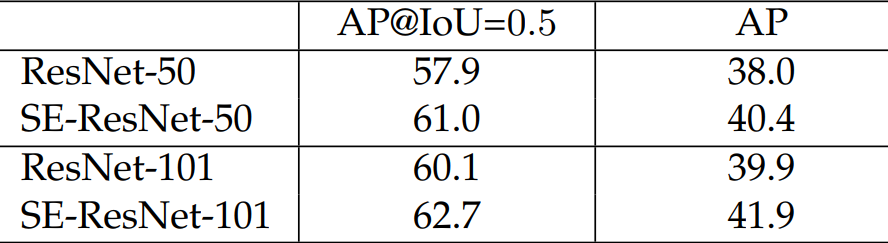 AP@IoU=0.5 AP
ResNet-50 57.9 38.0
SE-ResNet-50 61.0 40.4
ResNet-101 60.1 39.9
SE-ResNet-101 62.7 41.9